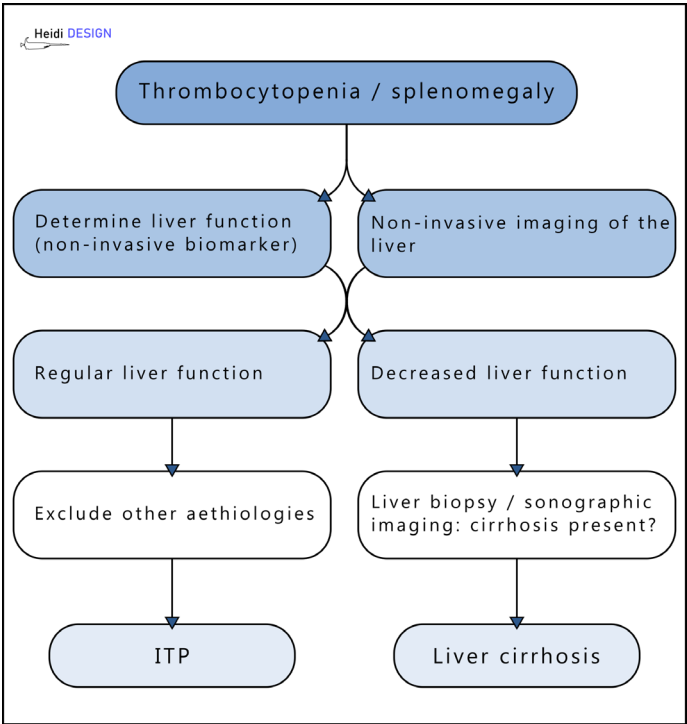 Heidi DESIGN
Thrombocytopenia / splenomegaly
Determine liver function
(non-invasive biomarker)
Non-invasive imaging of the
liver
Regular liver function
Decreased liver function
Exclude other aethiologies
Liver biopsy / sonographic
imaging: cirrhosis present?
ITP
Liver cirrhosis